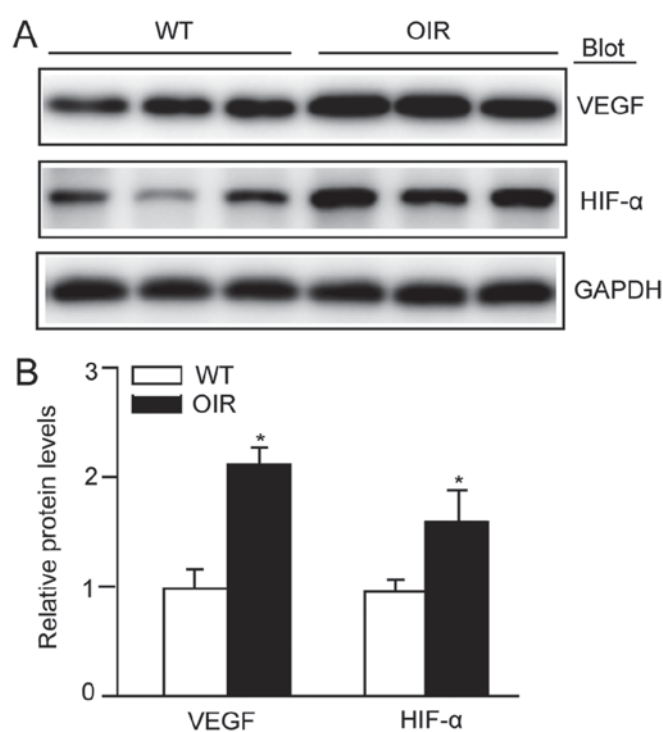 A
WT
OIR
Blot
VEGF
HIF-α
GAPDH
B
3
2
1
0
Relative protein levels
WT
OIR
*
*
VEGF
HIF-α